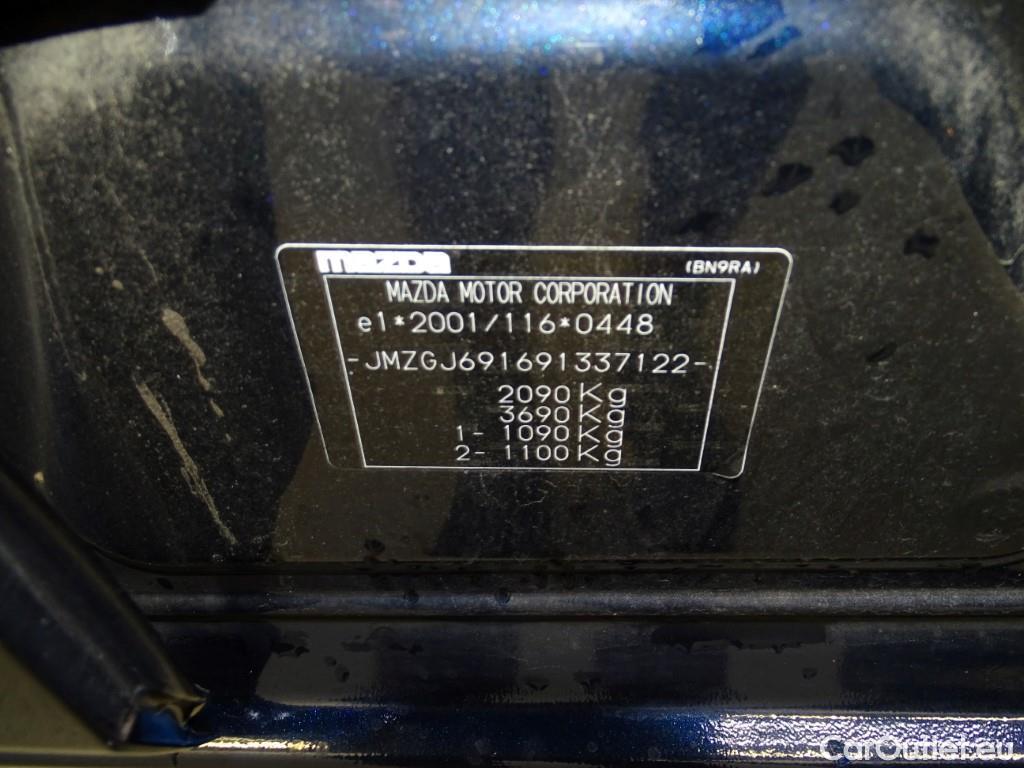 mazda (BN9RA)
MAZDA MOTOR CORPORATION
e1*2001/116*0448
-JMZGJ691691337122-
2090 Kg
3690 Kg
1- 1090 Kg
2- 1100 Kg
CarOutlet.eu